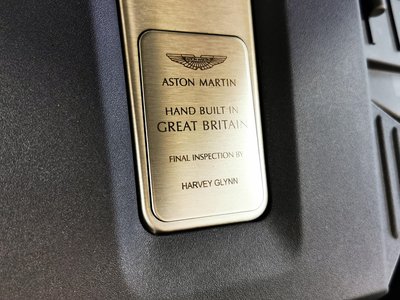 ASTON MARTIN
HAND BUILT IN
GREAT BRITAIN
FINAL INSPECTION BY
HARVEY GLYNN